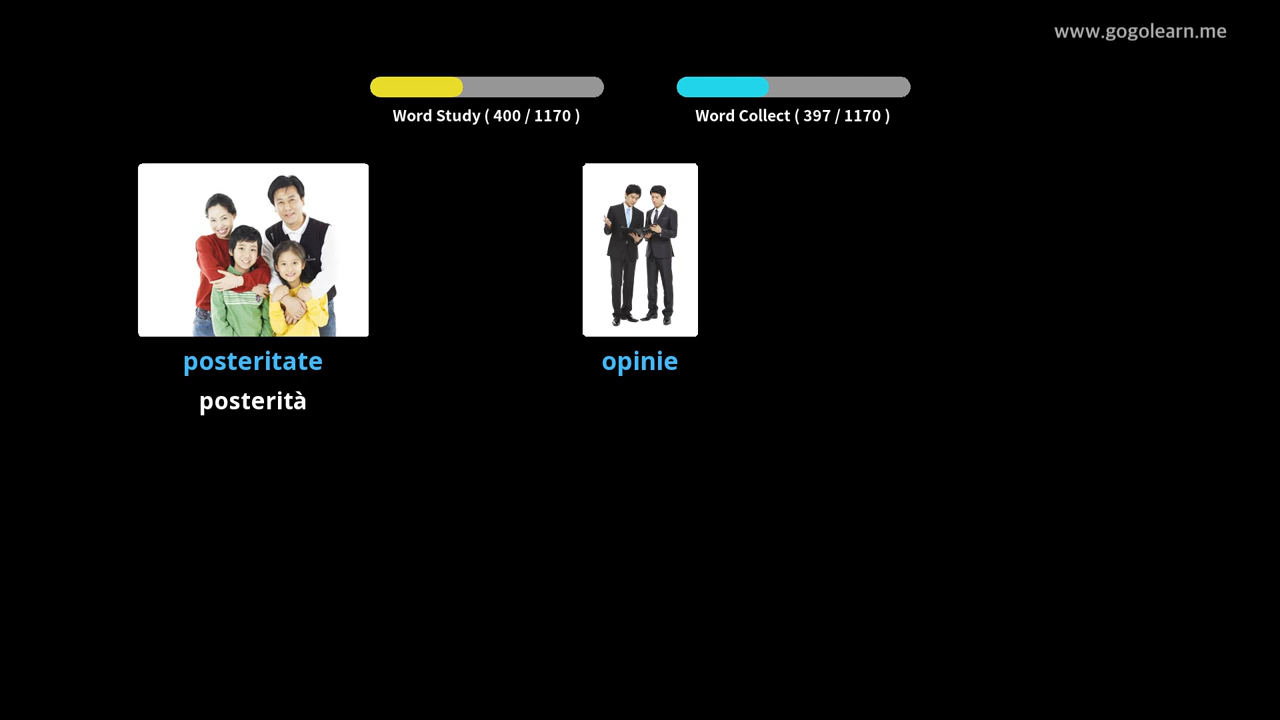 www.gogolearn.me
Word Study ( 400 / 1170 )
Word Collect ( 397 / 1170 )
posteritate
posterità
opinie